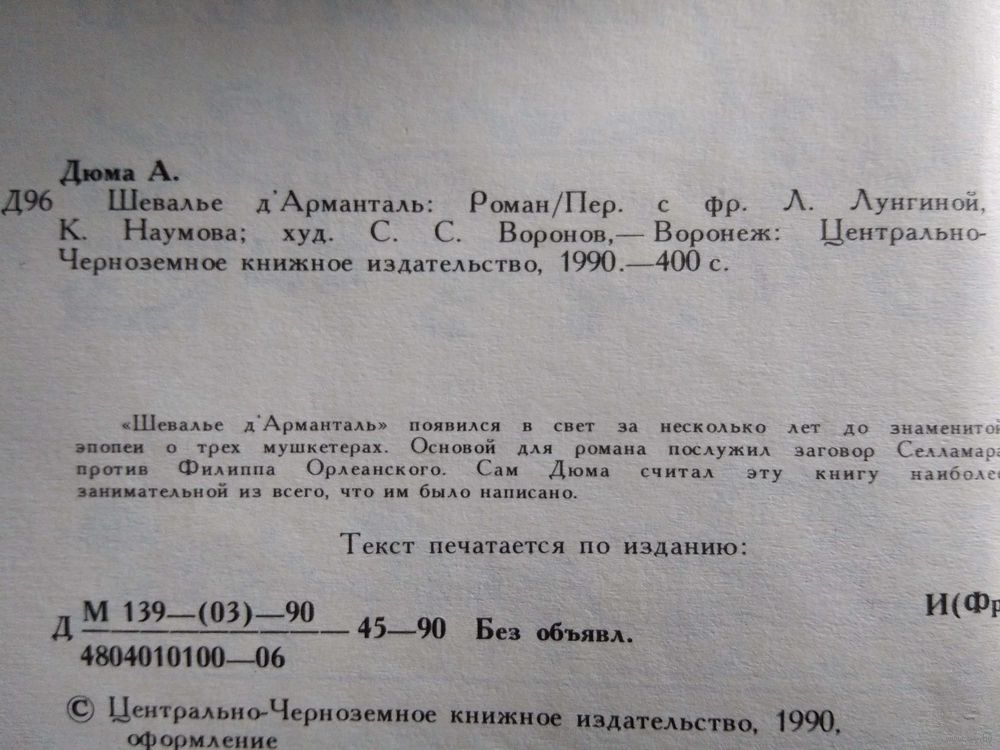 Дюма А.
Д96 Шевалье д'Арманталь: Роман/Пер. с фр. Л. Лунгиной,
К. Наумова; худ. С. С. Воронов,— Воронеж: Центрально-
Черноземное книжное издательство, 1990.—400 с.
«Шевалье д'Арманталь» появился в свет за несколько лет до знаменитой
эпопеи о трех мушкетерах. Основой для романа послужил заговор Селламара
против Филиппа Орлеанского. Сам Дюма считал эту книгу наиболее
занимательной из всего, что им было написано.
Текст печатается по изданию:
И(Фр
М 139—(03)—90
Д 45—90 Без объявл.
4804010100—06
© Центрально-Черноземное книжное издательство, 1990,
оформление